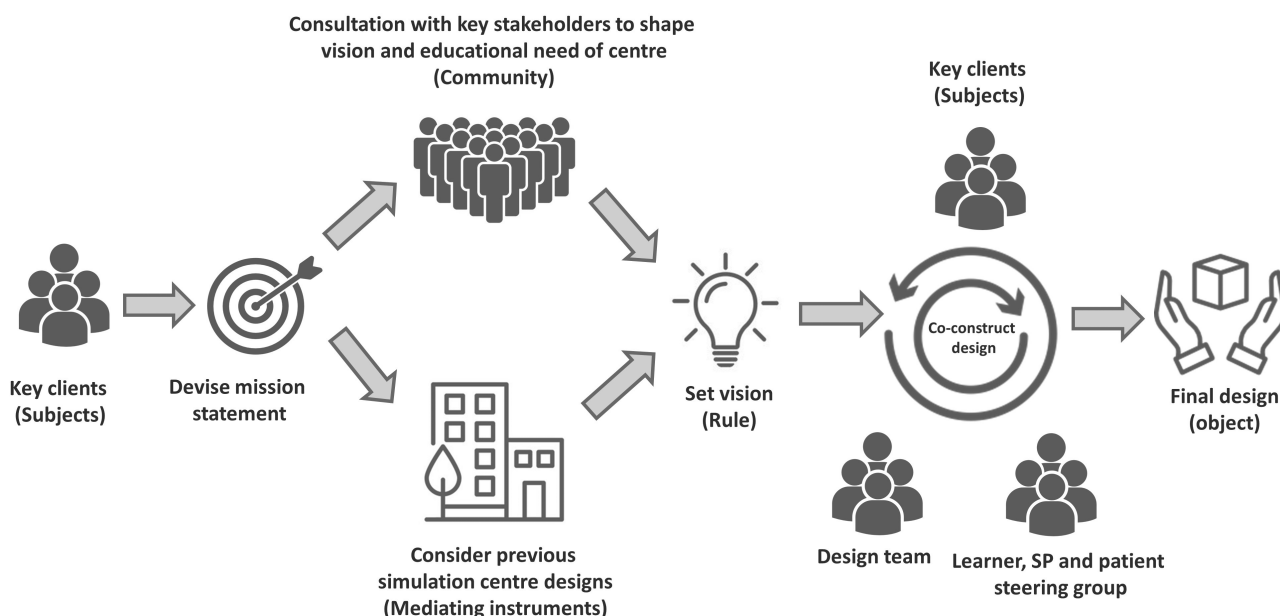 Consultation with key stakeholders to shape
vision and educational need of centre
(Community)
Key clients
(Subjects)
Key clients
(Subjects)
Devise mission
statement
Set vision
(Rule)
Co-construct
design
Final design
(object)
Consider previous
simulation centre designs
(Mediating instruments)
Design team
Learner, SP and patient
steering group